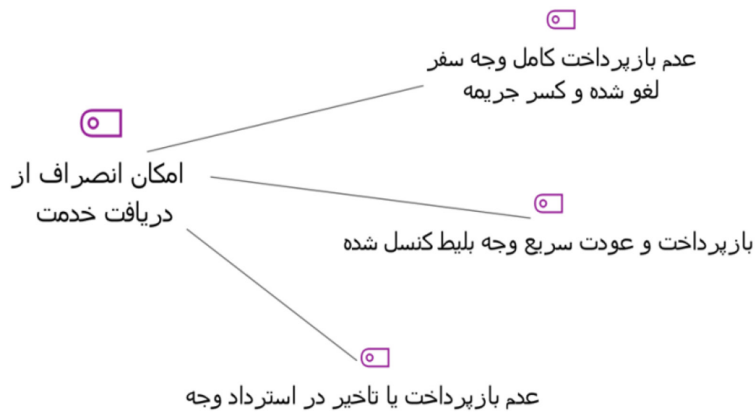 عدم بازپرداخت کامل وجه سفر
لغو شده و کسر جریمه
امکان انصراف از
دریافت خدمت
بازپرداخت و عودت سریع وجه بلیط کنسل شده
عدم بازپرداخت یا تاخیر در استرداد وجه